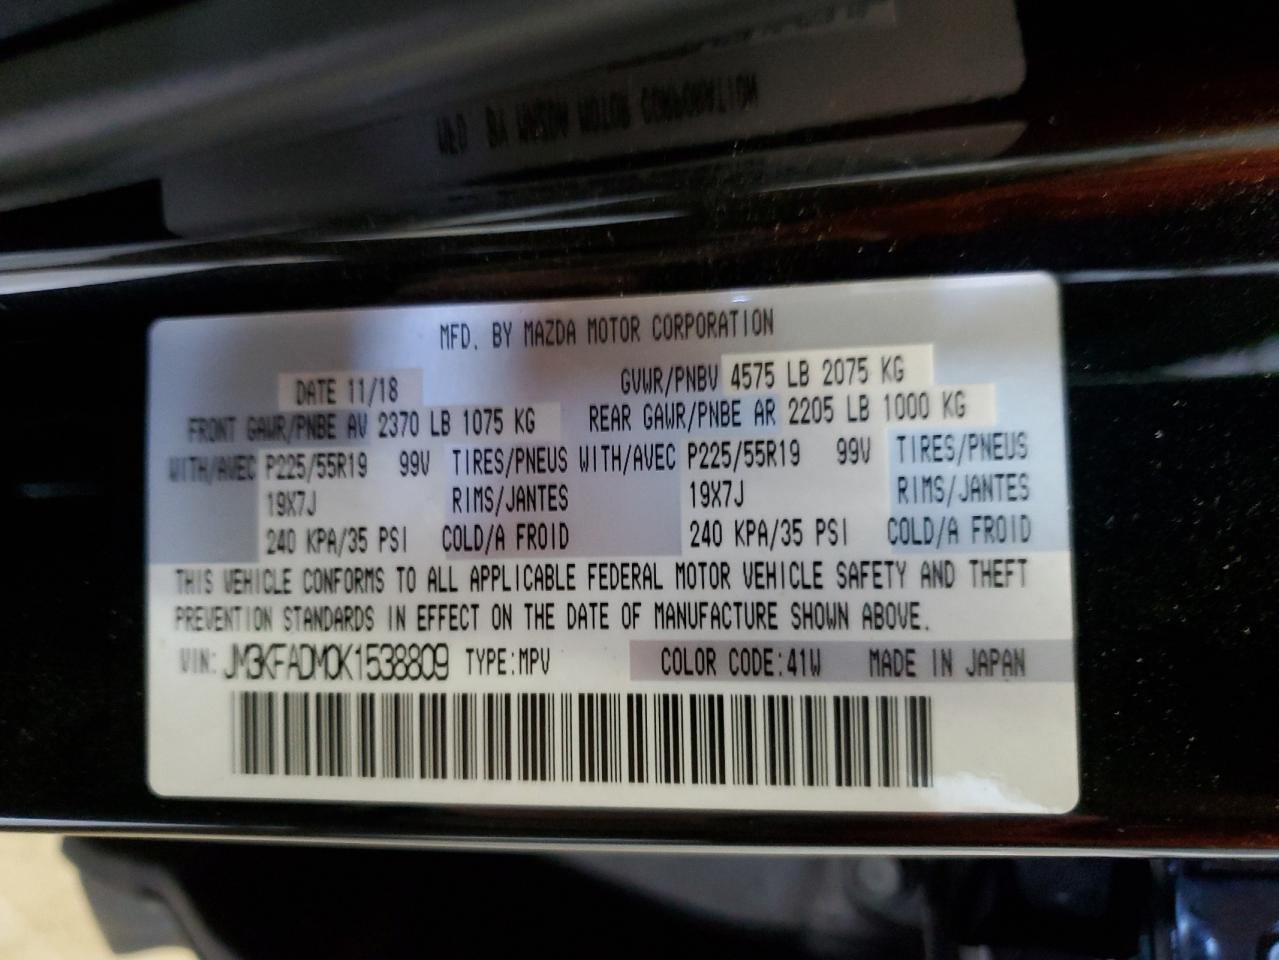 MFD. BY MAZDA MOTOR CORPORATION
DATE 11/18 GVWR/PNBV 4575 LB 2075 KG
FRONT GAWR/PNBE AV 2370 LB 1075 KG REAR GAWR/PNBE AR 2205 LB 1000 KG
WITH/AVEC P225/55R19 99V TIRES/PNEUS WITH/AVEC P225/55R19 99V TIRES/PNEUS
19X7J RIMS/JANTES 19X7J RIMS/JANTES
240 KPA/35 PSI COLD/A FROID 240 KPA/35 PSI COLD/A FROID
THIS VEHICLE CONFORMS TO ALL APPLICABLE FEDERAL MOTOR VEHICLE SAFETY AND THEFT
PREVENTION STANDARDS IN EFFECT ON THE DATE OF MANUFACTURE SHOWN ABOVE.
VIN: JM3KFADM0K1538809 TYPE:MPV COLOR CODE:41W MADE IN JAPAN